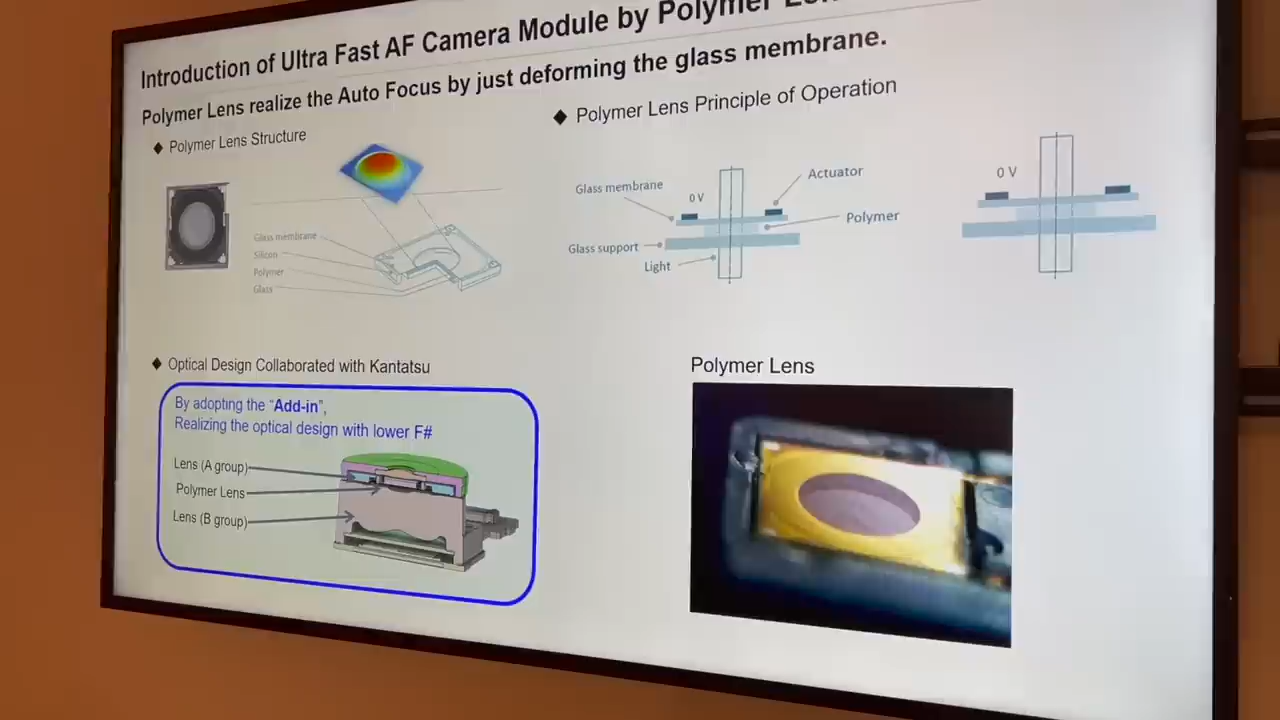 Introduction of Ultra Fast AF Camera Module by Polymer
Polymer Lens realize the Auto Focus by just deforming the glass membrane.
◆ Polymer Lens Structure
Glass membrane
Silicon
Polymer
Glass
◆ Polymer Lens Principle of Operation
Glass membrane
0 V
Actuator
Polymer
Glass support
Light
0 V
◆ Optical Design Collaborated with Kantatsu
By adopting the "Add-in",
Realizing the optical design with lower F#
Lens (A group)
Polymer Lens
Lens (B group)
Polymer Lens